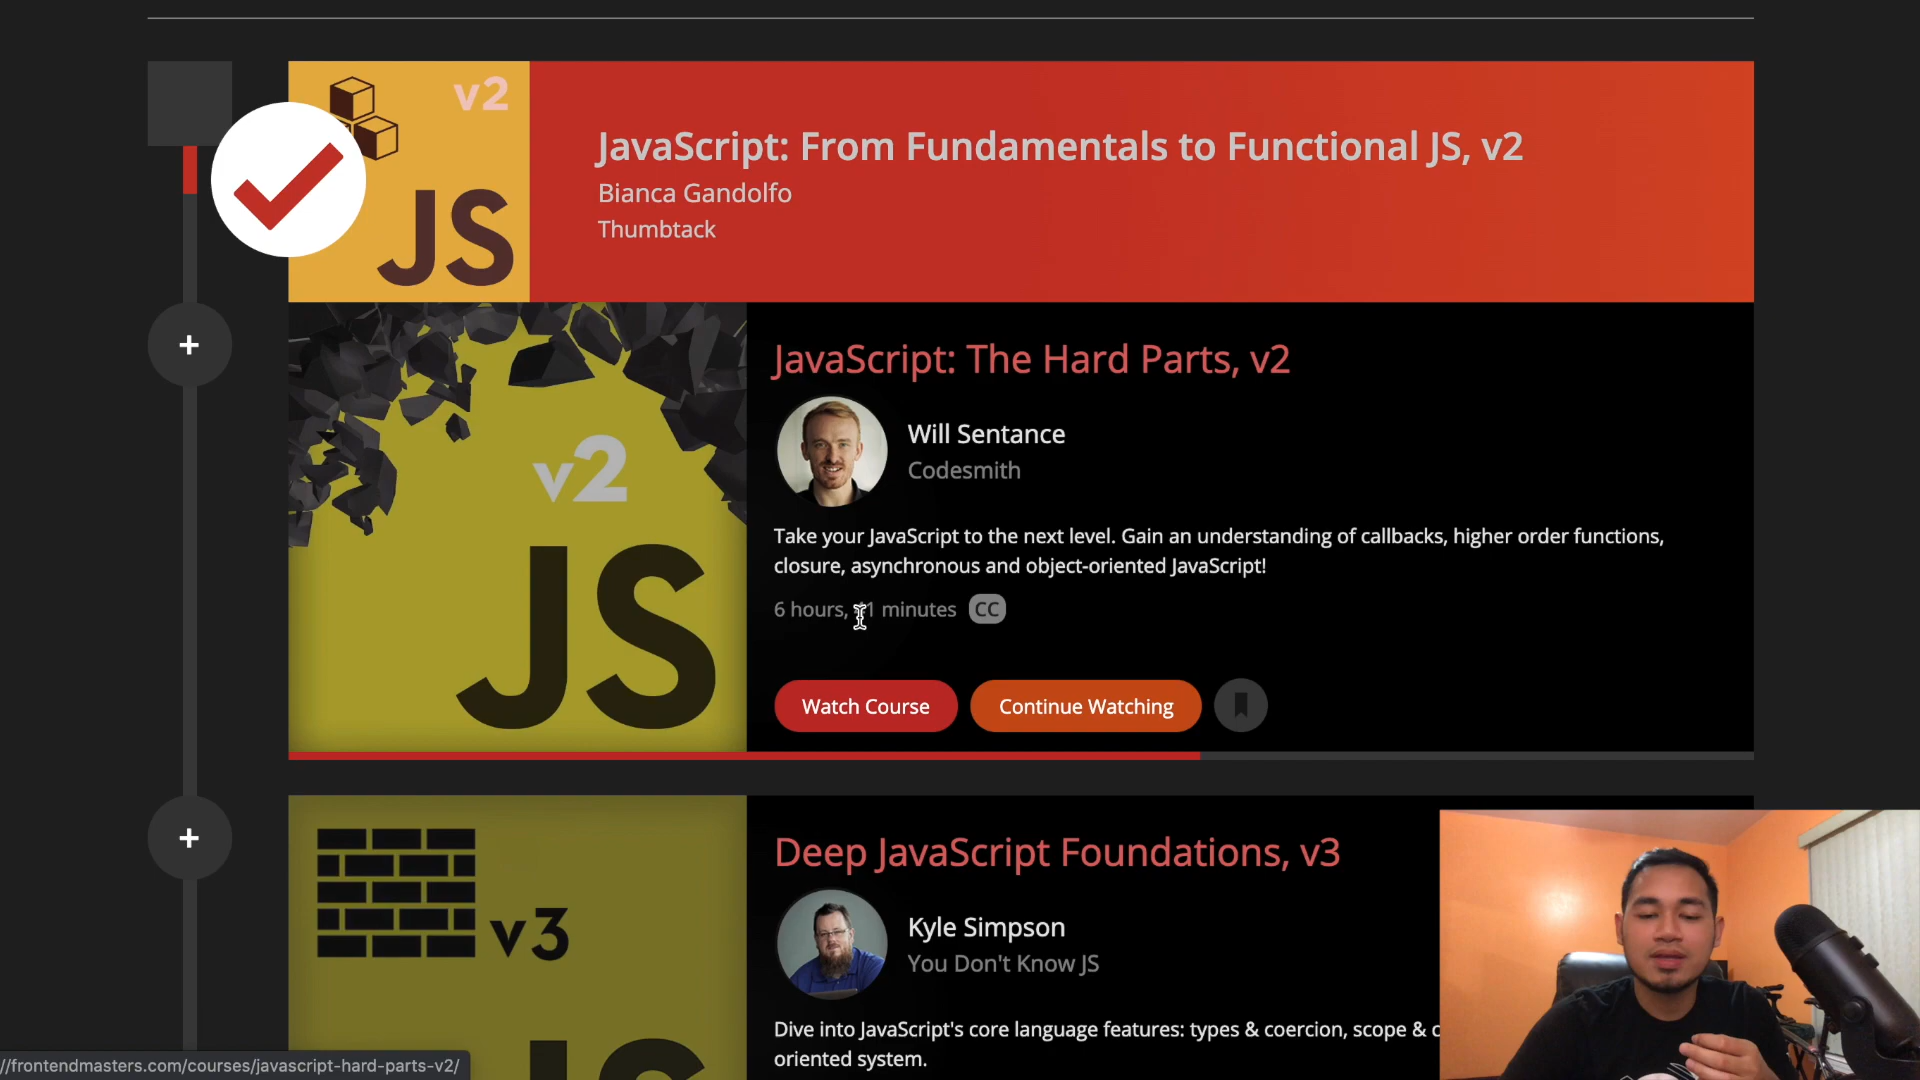 v2
JS
JavaScript: From Fundamentals to Functional JS, v2
Bianca Gandolfo
Thumbtack
+
v2
JS
JavaScript: The Hard Parts, v2
Will Sentance
Codesmith
Take your JavaScript to the next level. Gain an understanding of callbacks, higher order functions,
closure, asynchronous and object-oriented JavaScript!
6 hours, minutes CC
Watch Course
Continue Watching
+
v3
JS
Deep JavaScript Foundations, v3
Kyle Simpson
You Don't Know JS
Dive into JavaScript's core language features: types & coercion, scope &
oriented system.
//frontendmasters.com/courses/javascript-hard-parts-v2/